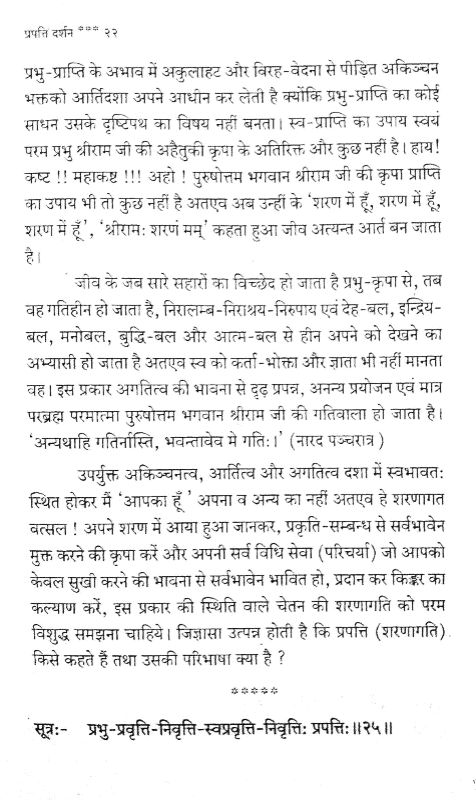 प्रपत्ति दर्शन *** २२
प्रभु-प्राप्ति के अभाव में अकुलाहट और विरह-वेदना से पीड़ित अकिञ्चन
भक्तको आर्तिदशा अपने आधीन कर लेती है क्योंकि प्रभु-प्राप्ति का कोई
साधन उसके दृष्टिपथ का विषय नहीं बनता। स्व-प्राप्ति का उपाय स्वयं
परम प्रभु श्रीराम जी की अहैतुकी कृपा के अतिरिक्त और कुछ नहीं है। हाय!
कष्ट !! महाकष्ट !!! अहो ! पुरुषोत्तम भगवान श्रीराम जी की कृपा प्राप्ति
का उपाय भी तो कुछ नहीं है अतएव अब उन्हीं के ‘शरण में हूँ, शरण में हूँ,
शरण में हूँ’, ‘श्रीरामः शरणं मम्’ कहता हुआ जीव अत्यन्त आर्त बन जाता
है।
जीव के जब सारे सहारों का विच्छेद हो जाता है प्रभु-कृपा से, तब
वह गतिहीन हो जाता है, निरालम्ब-निराश्रय-निरुपाय एवं देह-बल, इन्द्रिय-
बल, मनोबल, बुद्धि-बल और आत्म-बल से हीन अपने को देखने का
अभ्यासी हो जाता है अतएव स्व को कर्ता-भोक्ता और ज्ञाता भी नहीं मानता
वह। इस प्रकार अगतित्व की भावना से दृढ़ प्रपन्न, अनन्य प्रयोजन एवं मात्र
परब्रह्म परमात्मा पुरुषोत्तम भगवान श्रीराम जी की गतिवाला हो जाता है।
‘अन्यथाहि गतिर्नास्ति, भवन्तावेव मे गतिः।’ (नारद पञ्चरात्र )
उपर्युक्त अकिञ्चनत्व, आर्तित्व और अगतित्व दशा में स्वभावतः
स्थित होकर मैं ‘आपका हूँ ’ अपना व अन्य का नहीं अतएव हे शरणागत
वत्सल ! अपने शरण में आया हुआ जानकर, प्रकृति-सम्बन्ध से सर्वभावेन
मुक्त करने की कृपा करें और अपनी सर्व विधि सेवा (परिचर्या) जो आपको
केवल सुखी करने की भावना से सर्वभावेन भावित हो, प्रदान कर किङ्कर का
कल्याण करें, इस प्रकार की स्थिति वाले चेतन की शरणागति को परम
विशुद्ध समझना चाहिये। जिज्ञासा उत्पन्न होती है कि प्रपत्ति (शरणागति)
किसे कहते हैं तथा उसकी परिभाषा क्या है ?
*****
सूत्रः- प्रभु-प्रवृत्ति-निवृत्ति-स्वप्रवृत्ति-निवृत्तिः प्रपत्तिः॥२५॥